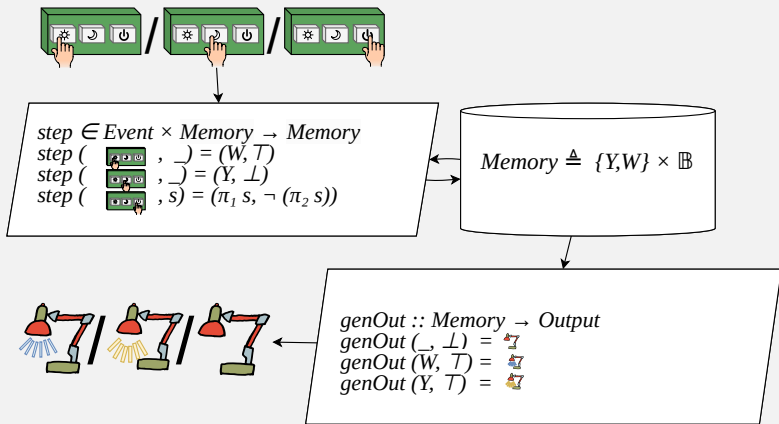 / /
step ∈ Event × Memory → Memory
step ( , _) = (W,⊤)
step ( , _) = (Y, ⊥)
step ( , s) = (π₁ s, ¬ (π₂ s))
Memory ≜ {Y,W} × 𝔹
genOut :: Memory → Output
genOut (_, ⊥) =
genOut (W, ⊤) =
genOut (Y, ⊤) =
/ /